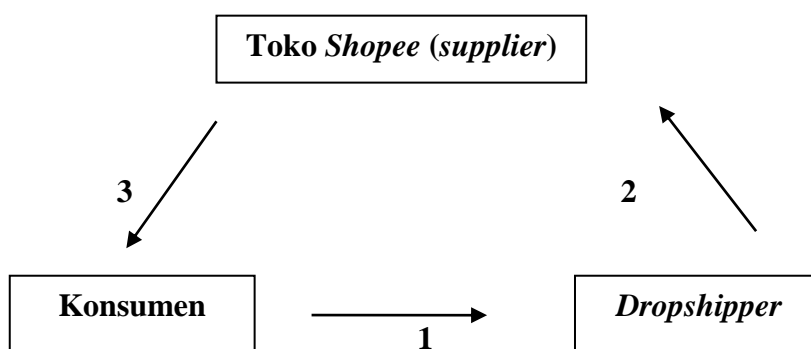 Toko Shopee (supplier)
3
2
Konsumen
Dropshipper
1